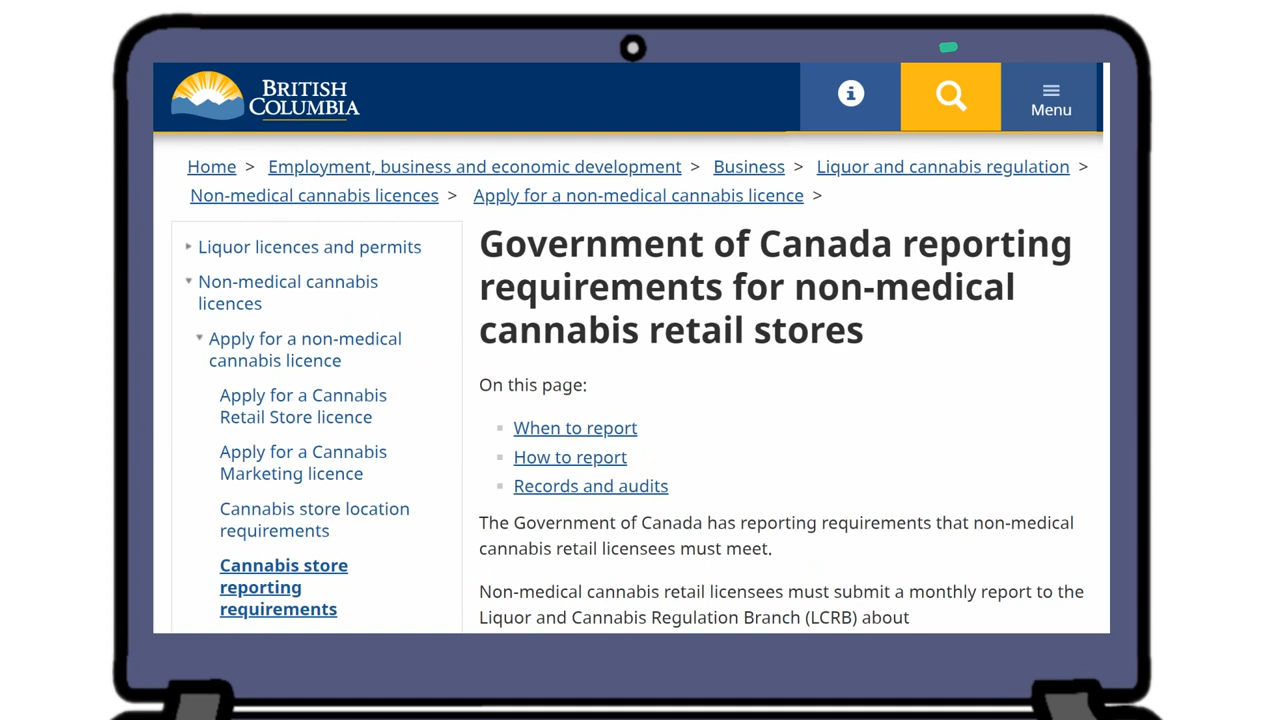 BRITISH
COLUMBIA
Menu
Home > Employment, business and economic development > Business > Liquor and cannabis regulation >
Non-medical cannabis licences > Apply for a non-medical cannabis licence >
Liquor licences and permits
Non-medical cannabis
licences
Apply for a non-medical
cannabis licence
Apply for a Cannabis
Retail Store licence
Apply for a Cannabis
Marketing licence
Cannabis store location
requirements
Cannabis store
reporting
requirements
Government of Canada reporting
requirements for non-medical
cannabis retail stores
On this page:
When to report
How to report
Records and audits
The Government of Canada has reporting requirements that non-medical
cannabis retail licensees must meet.
Non-medical cannabis retail licensees must submit a monthly report to the
Liquor and Cannabis Regulation Branch (LCRB) about